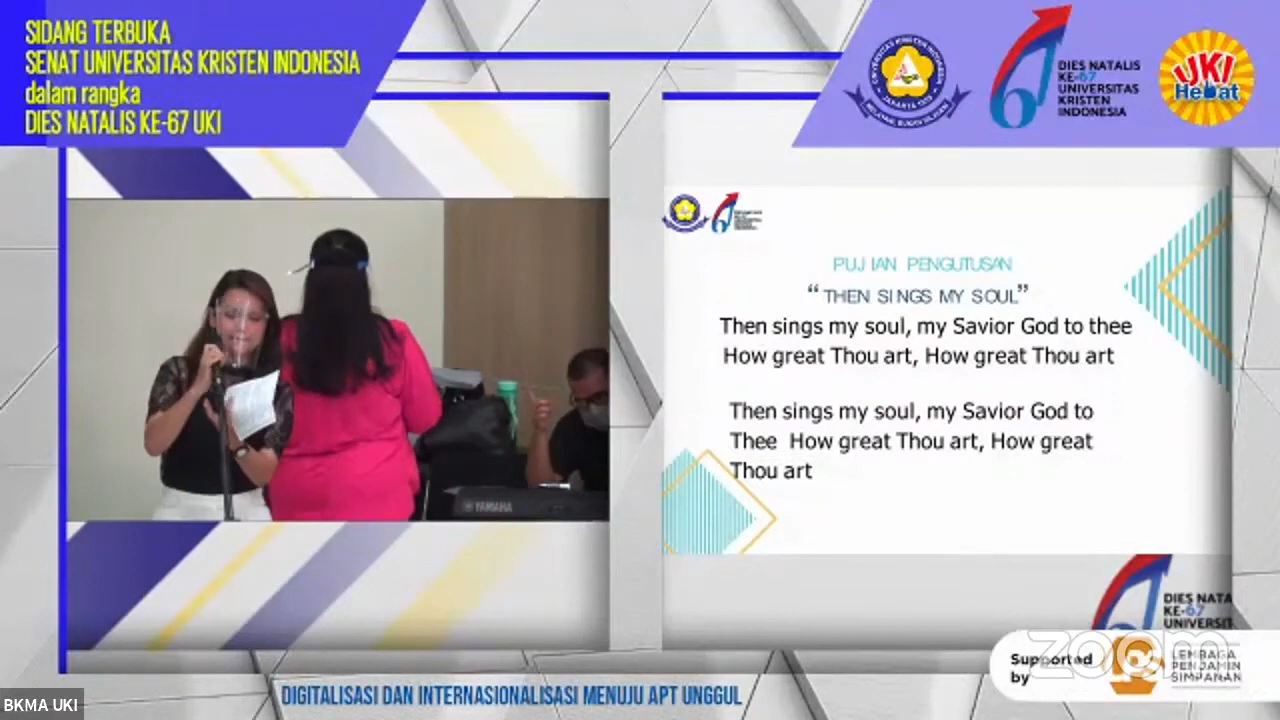 SIDANG TERBUKA
SENAT UNIVERSITAS KRISTEN INDONESIA
dalam rangka
DIES NATALIS KE-67 UKI
DIES NATALIS
KE-67
UNIVERSITAS
KRISTEN
INDONESIA
UKI
Hebat
PUJIAN PENGUTUSAN
“THEN SINGS MY SOUL”
Then sings my soul, my Savior God to thee
How great Thou art, How great Thou art
Then sings my soul, my Savior God to
Thee How great Thou art, How great
Thou art
YAMAHA
DIES NATA
KE-67
UNIVERSIT
zoom
Supported
by
LEMBAGA
PENJAMIN
SIMPANAN
DIGITALISASI DAN INTERNASIONALISASI MENUJU APT UNGGUL
BKMA UKI